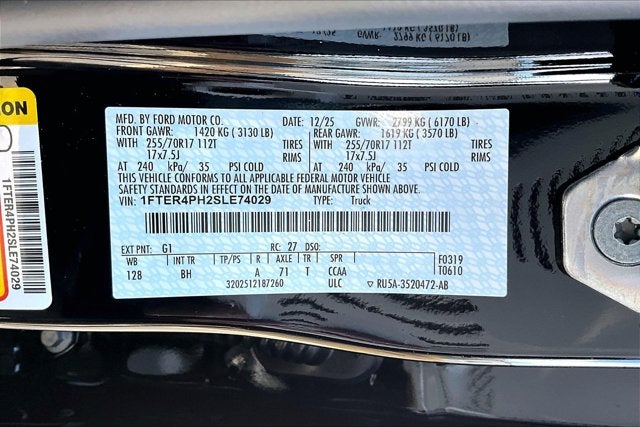 MFD. BY FORD MOTOR CO. DATE: 12/25 GVWR: 2799 KG ( 6170 LB)
FRONT GAWR: 1420 KG ( 3130 LB) REAR GAWR: 1619 KG ( 3570 LB)
WITH 255/70R17 112T TIRES WITH 255/70R17 112T TIRES
17x7.5J RIMS 17x7.5J RIMS
AT 240 kPa/ 35 PSI COLD AT 240 kPa/ 35 PSI COLD
THIS VEHICLE CONFORMS TO ALL APPLICABLE FEDERAL MOTOR VEHICLE
SAFETY STANDARDS IN EFFECT ON THE DATE OF MANUFACTURE SHOWN ABOVE.
VIN: 1FTER4PH2SLE74029 TYPE: Truck
EXT PNT: G1 RC: 27 DSO:
WB INT TR TP/PS R AXLE TR SPR F0319
128 BH A 71 T CCAA T0610
3202512187260 ULC ▽ RU5A-3520472-AB
1FTER4PH2SLE74029